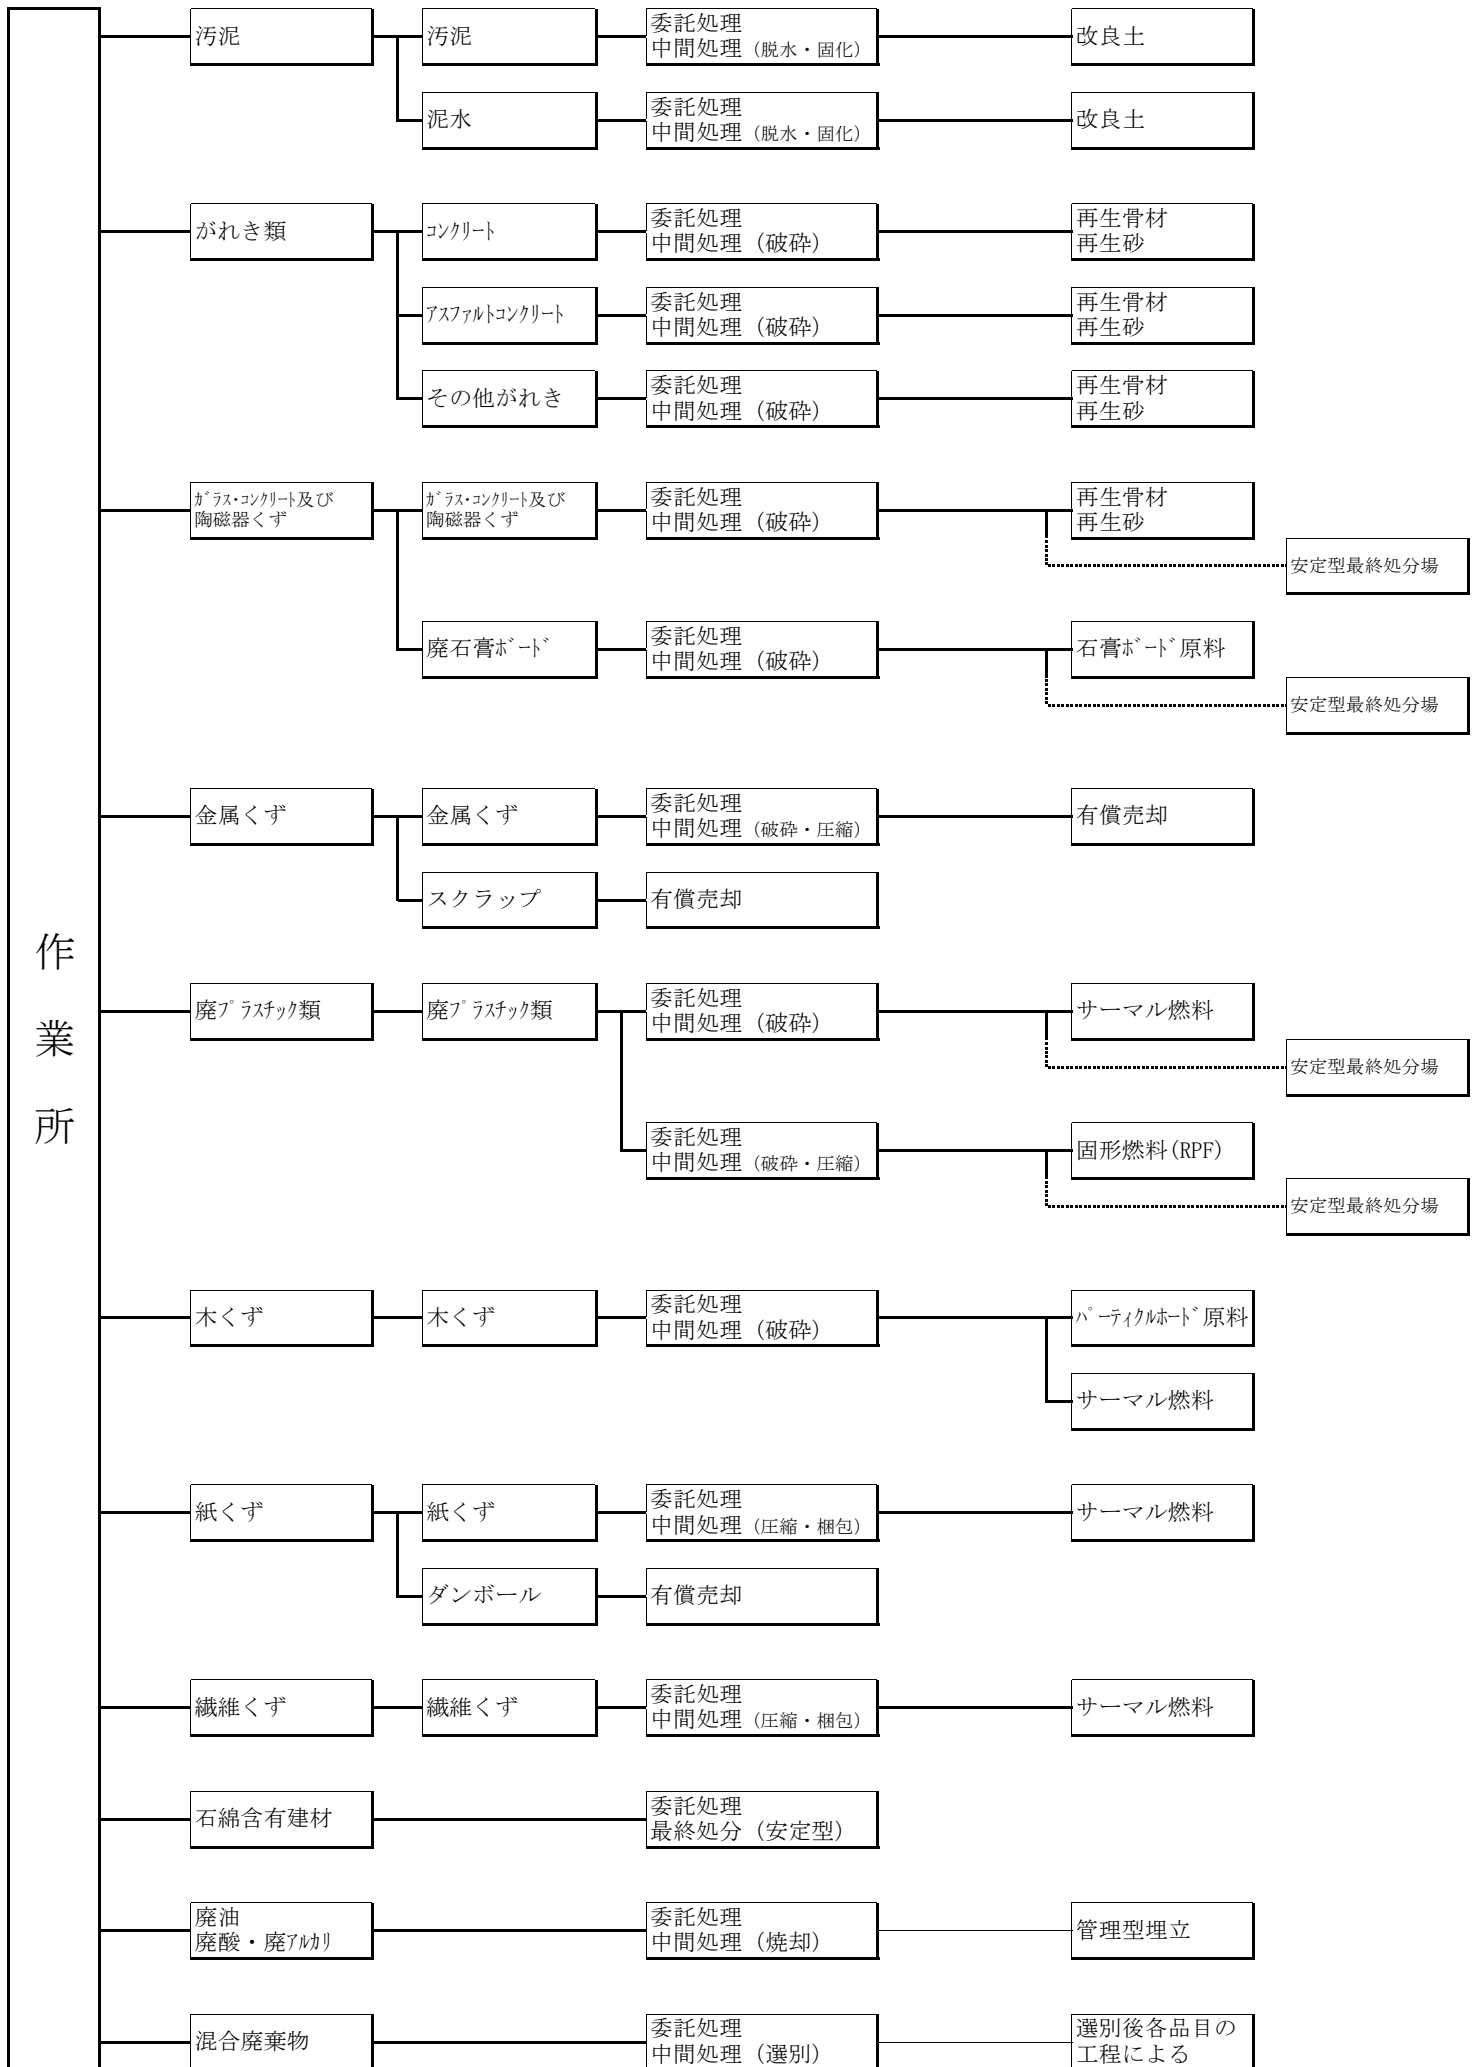 作
業
所
汚泥
汚泥
委託処理
中間処理（脱水・固化）
改良土
泥水
委託処理
中間処理（脱水・固化）
改良土
がれき類
ｺﾝｸﾘｰﾄ
委託処理
中間処理（破砕）
再生骨材
再生砂
ｱｽﾌｧﾙﾄｺﾝｸﾘｰﾄ
委託処理
中間処理（破砕）
再生骨材
再生砂
その他がれき
委託処理
中間処理（破砕）
再生骨材
再生砂
ｶﾞﾗｽ・ｺﾝｸﾘｰﾄ及び
陶磁器くず
ｶﾞﾗｽ・ｺﾝｸﾘｰﾄ及び
陶磁器くず
委託処理
中間処理（破砕）
再生骨材
再生砂
安定型最終処分場
廃石膏ﾎﾞｰﾄﾞ
委託処理
中間処理（破砕）
石膏ﾎﾞｰﾄﾞ原料
安定型最終処分場
金属くず
金属くず
委託処理
中間処理（破砕・圧縮）
有償売却
スクラップ
有償売却
廃ﾌﾟﾗｽﾁｯｸ類
廃ﾌﾟﾗｽﾁｯｸ類
委託処理
中間処理（破砕）
サーマル燃料
安定型最終処分場
委託処理
中間処理（破砕・圧縮）
固形燃料(RPF)
安定型最終処分場
木くず
木くず
委託処理
中間処理（破砕）
ﾊﾟｰﾃｨｸﾙﾎｰﾄﾞ原料
サーマル燃料
紙くず
紙くず
委託処理
中間処理（圧縮・梱包）
サーマル燃料
ダンボール
有償売却
繊維くず
繊維くず
委託処理
中間処理（圧縮・梱包）
サーマル燃料
石綿含有建材
委託処理
最終処分（安定型）
廃油
廃酸・廃ｱﾙｶﾘ
委託処理
中間処理（焼却）
管理型埋立
混合廃棄物
委託処理
中間処理（選別）
選別後各品目の
工程による